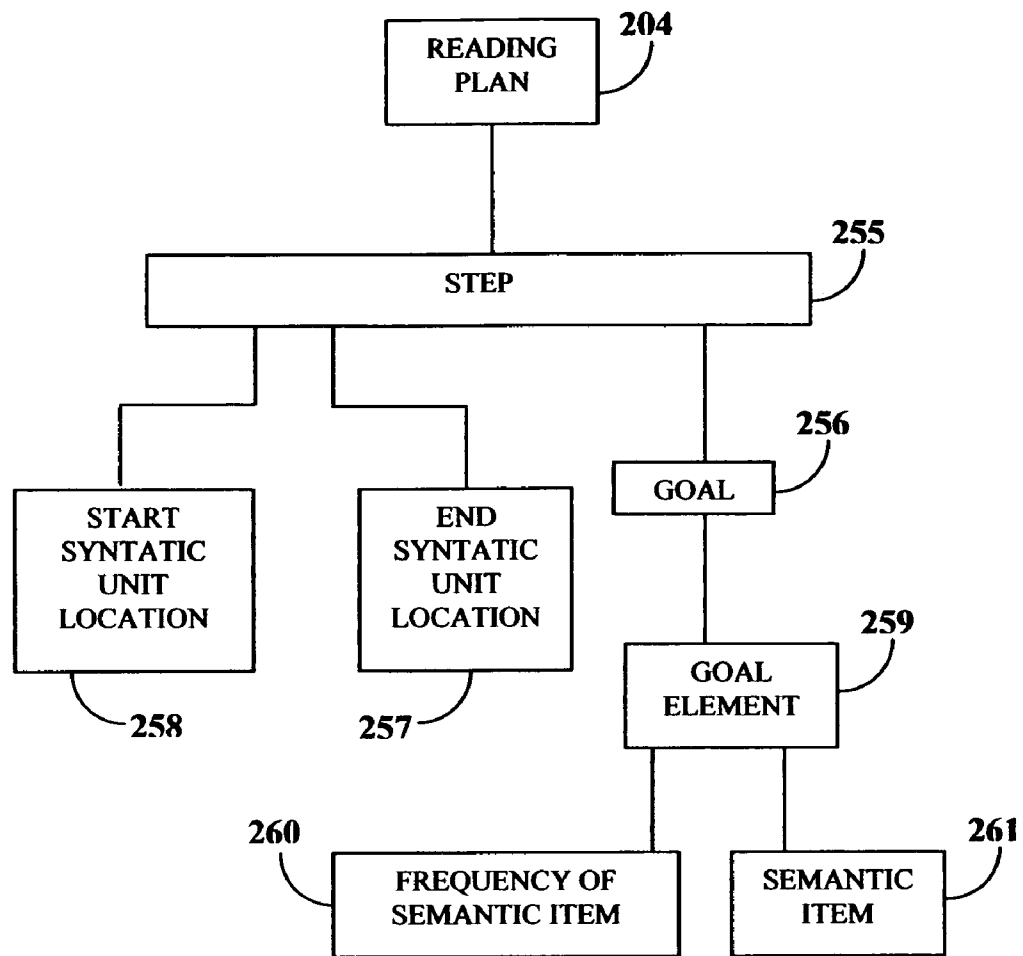 204
READING
PLAN
255
STEP
256
GOAL
START
SYNTATIC
UNIT
LOCATION
END
SYNTATIC
UNIT
LOCATION
259
GOAL
ELEMENT
258
257
260
261
FREQUENCY OF
SEMANTIC ITEM
SEMANTIC
ITEM